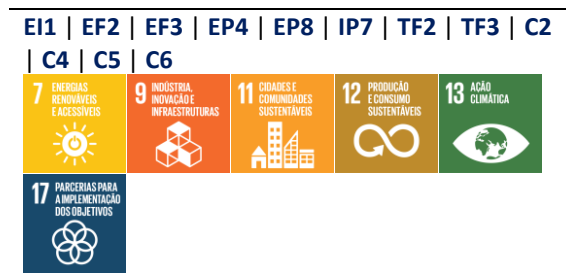 EI1 | EF2 | EF3 | EP4 | EP8 | IP7 | TF2 | TF3 | C2
| C4 | C5 | C6
7 ENERGIAS
RENOVÁVEIS
E ACESSÍVEIS
9 INDÚSTRIA,
INOVAÇÃO E
INFRAESTRUTURAS
11 CIDADES E
COMUNIDADES
SUSTENTÁVEIS
12 PRODUÇÃO
E CONSUMO
SUSTENTÁVEIS
13 AÇÃO
CLIMÁTICA
17 PARCERIAS PARA
A IMPLEMENTAÇÃO
DOS OBJETIVOS